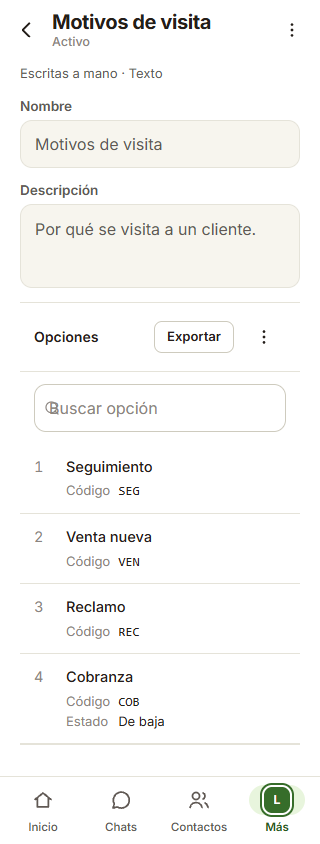 Motivos de visita
Activo
Escritas a mano · Texto
Nombre
Motivos de visita
Descripción
Por qué se visita a un cliente.
Opciones
Exportar
Buscar opción
1 Seguimiento
Código SEG
2 Venta nueva
Código VEN
3 Reclamo
Código REC
4 Cobranza
Código COB
Estado De baja
L
Inicio Chats Contactos Más